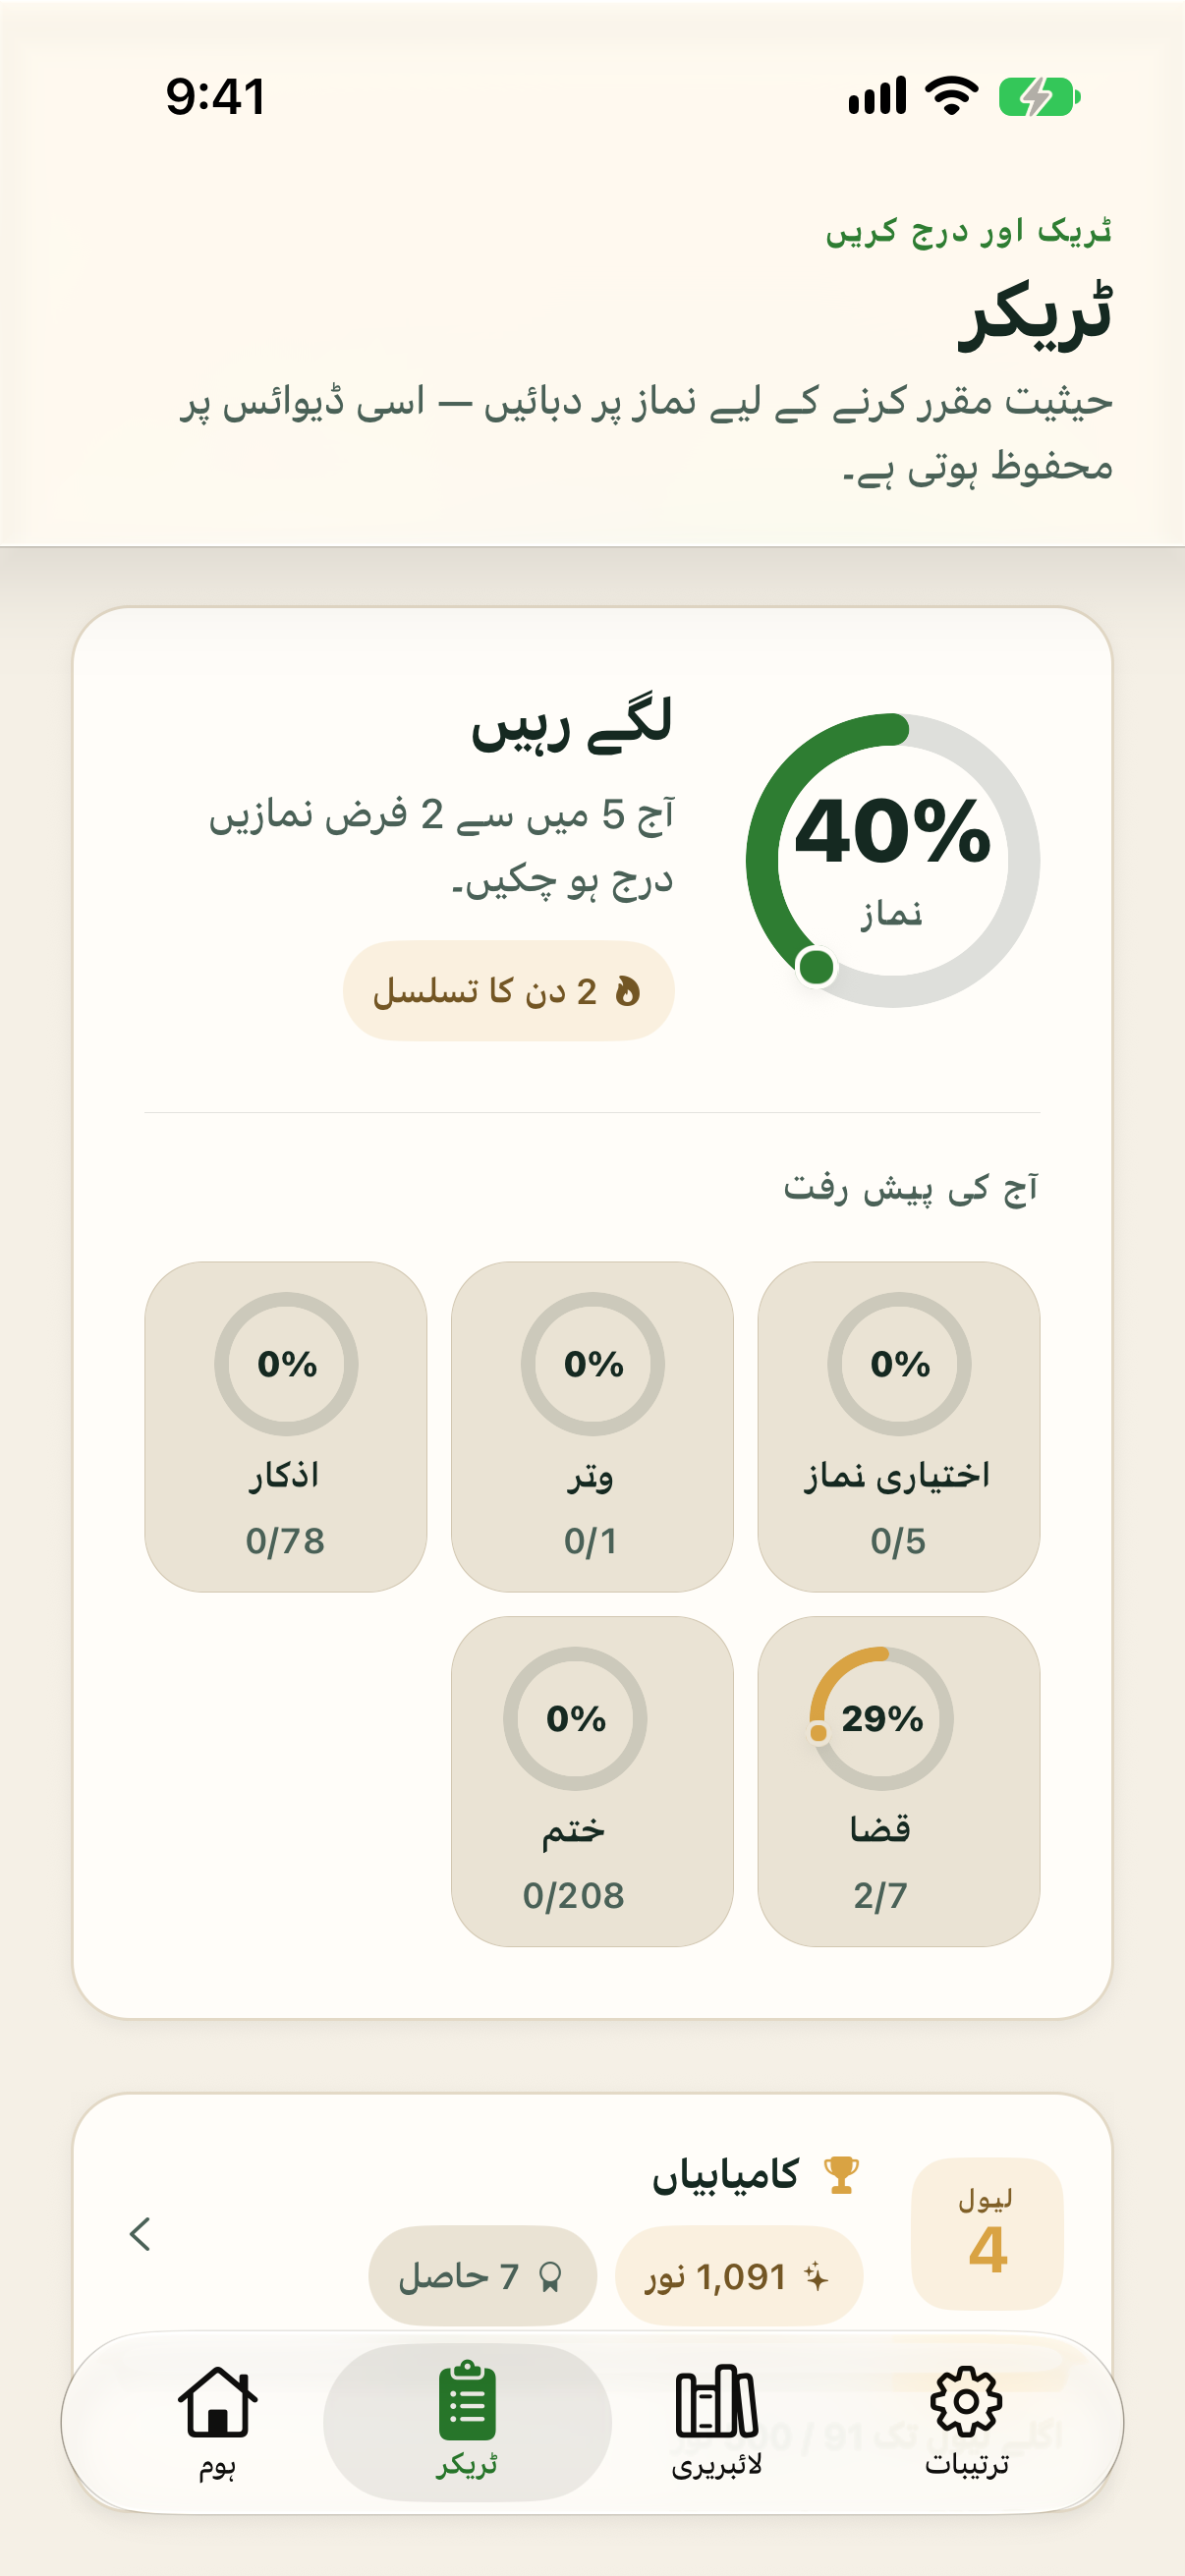 9:41
ٹریک اور درج کریں
ٹریکر
حیثیت مقرر کرنے کے لیے نماز پر دبائیں — اسی ڈیوائس پر
محفوظ ہوتی ہے۔
40%
نماز
لگے رہیں
آج 5 میں سے 2 فرض نمازیں
درج ہو چکیں۔
2 دن کا تسلسل
آج کی پیش رفت
0%
اختیاری نماز
0/5
0%
وتر
0/1
0%
اذکار
0/78
29%
قضا
2/7
0%
ختم
0/208
لیول
4
کامیابیاں
1,091 نور
7 حاصل
ترتیبات
لائبریری
ٹریکر
ہوم